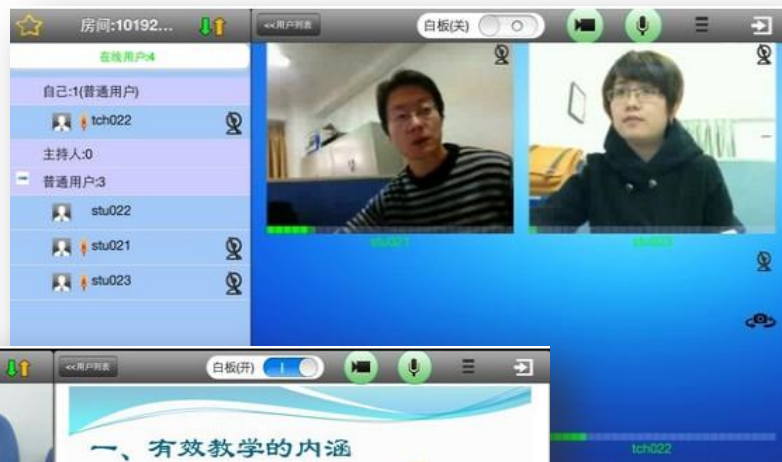 房间:10192...
<<用户列表
白板(关)
在线用户:4
自己:1(普通用户)
tch022
主持人:0
普通用户:3
stu022
stu021
stu023
stu021
stu023
<<用户列表
白板(开)
一、有效教学的内涵
tch022